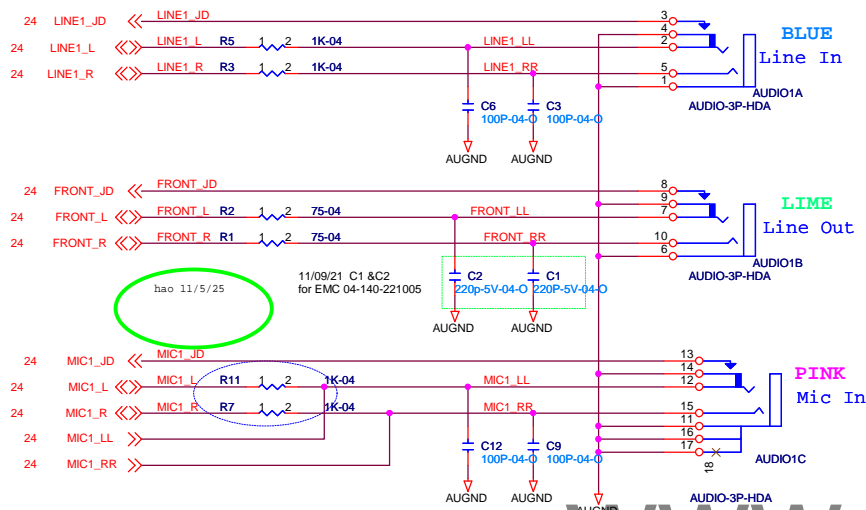 24 LINE1_JD LINE1_JD 3
4 BLUE
24 LINE1_L LINE1_L R5 1 2 1K-04 LINE1_LL 2 Line In
24 LINE1_R LINE1_R R3 1 2 1K-04 LINE1_RR 5
1 AUDIO1A
C6 C3 AUDIO-3P-HDA
100P-04-O 100P-04-O
AUGND AUGND
24 FRONT_JD FRONT_JD 8
9 LIME
24 FRONT_L FRONT_L R2 1 2 75-04 FRONT_LL 7
Line Out
24 FRONT_R FRONT_R R1 1 2 75-04 FRONT_RR 10
6 AUDIO1B
11/09/21 C1 &C2 C2 C1 AUDIO-3P-HDA
hao 11/5/25 for EMC 04-140-221005 220p-5V-04-O 220P-5V-04-O
AUGND AUGND
24 MIC1_JD MIC1_JD 13
14 PINK
24 MIC1_L MIC1_L R11 1 2 1K-04 MIC1_LL 12
Mic In
24 MIC1_R MIC1_R R7 1 2 1K-04 MIC1_RR 15
11
24 MIC1_LL 16
C12 C9 17
24 MIC1_RR 100P-04-O 100P-04-O 18 AUDIO1C
AUGND AUGND AUDIO-3P-HDA
AUGND